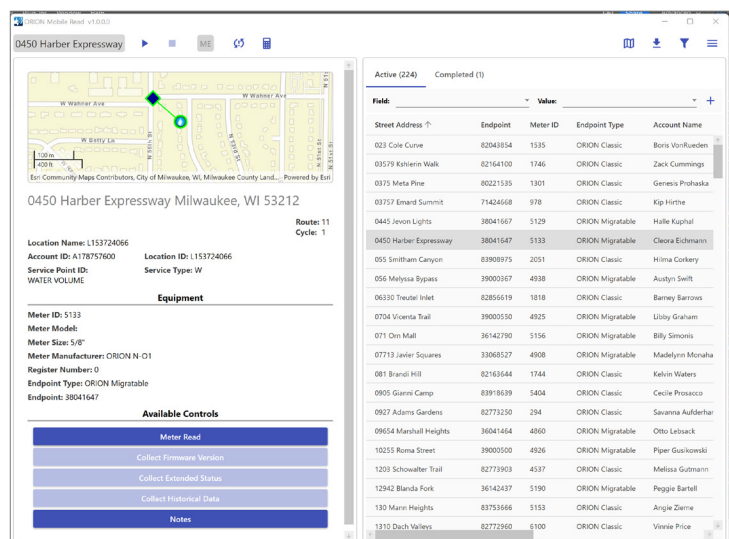 ORION Mobile Read v1.0.0
0450 Harber Expressway
ME
W Wahner Ave
W Wahner Ave
W Betty Ln
N 50th St
N 51st St
100 m
400 ft
Esri Community Maps Contributors, City of Milwaukee, WI, Milwaukee County Land... Powered by Esri
0450 Harber Expressway Milwaukee, WI 53212
Route: 11
Cycle: 1
Location Name: L153724066
Account ID: A178757600 Location ID: L153724066
Service Point ID: Service Type: W
WATER VOLUME
Equipment
Meter ID: 5133
Meter Model:
Meter Size: 5/8"
Meter Manufacturer: ORION N-O1
Register Number: 0
Endpoint Type: ORION Migratable
Endpoint: 38041647
Available Controls
Meter Read
Collect Firmware Version
Collect Extended Status
Collect Historical Data
Notes
Active (224) Completed (1)
Field: Value:
Street Address Endpoint Meter ID Endpoint Type Account Name
023 Cole Curve 82043854 1535 ORION Classic Boris VonRueden
03579 Kshlerin Walk 82164100 1746 ORION Classic Zack Cummings
0375 Meta Pine 80221535 1301 ORION Classic Genesis Prohaska
03757 Emard Summit 71424668 978 ORION Classic Kip Hirthe
0445 Jevon Lights 38041667 5129 ORION Migratable Halle Kuphal
0450 Harber Expressway 38041647 5133 ORION Migratable Cleora Eichmann
055 Smitham Canyon 83908975 2051 ORION Classic Hilma Corkery
056 Melyssa Bypass 39000367 4938 ORION Migratable Austyn Swift
06330 Treutel Inlet 82856619 1818 ORION Classic Barney Barrows
0704 Vicenta Trail 39000550 4925 ORION Migratable Libby Graham
071 Orn Mall 36142790 5156 ORION Migratable Billy Simonis
07713 Javier Squares 33068527 4908 ORION Migratable Madelynn Monaha
081 Brandi Hill 82163644 1744 ORION Classic Kelvin Waters
0905 Gianni Camp 83918639 5404 ORION Classic Cecile Prosacco
0927 Adams Gardens 82773250 294 ORION Classic Savanna Aufderhar
09654 Marshall Heights 36041464 4860 ORION Migratable Otto Lebsack
10255 Roma Street 39000500 4926 ORION Migratable Piper Gusikowski
1203 Schowalter Trail 82773903 4537 ORION Classic Melissa Gutmann
12942 Blanda Fork 36142437 5190 ORION Migratable Peggie Bartell
130 Mann Heights 83753666 5153 ORION Classic Angie Zieme
1310 Dach Valleys 82772960 6100 ORION Classic Vinnie Price